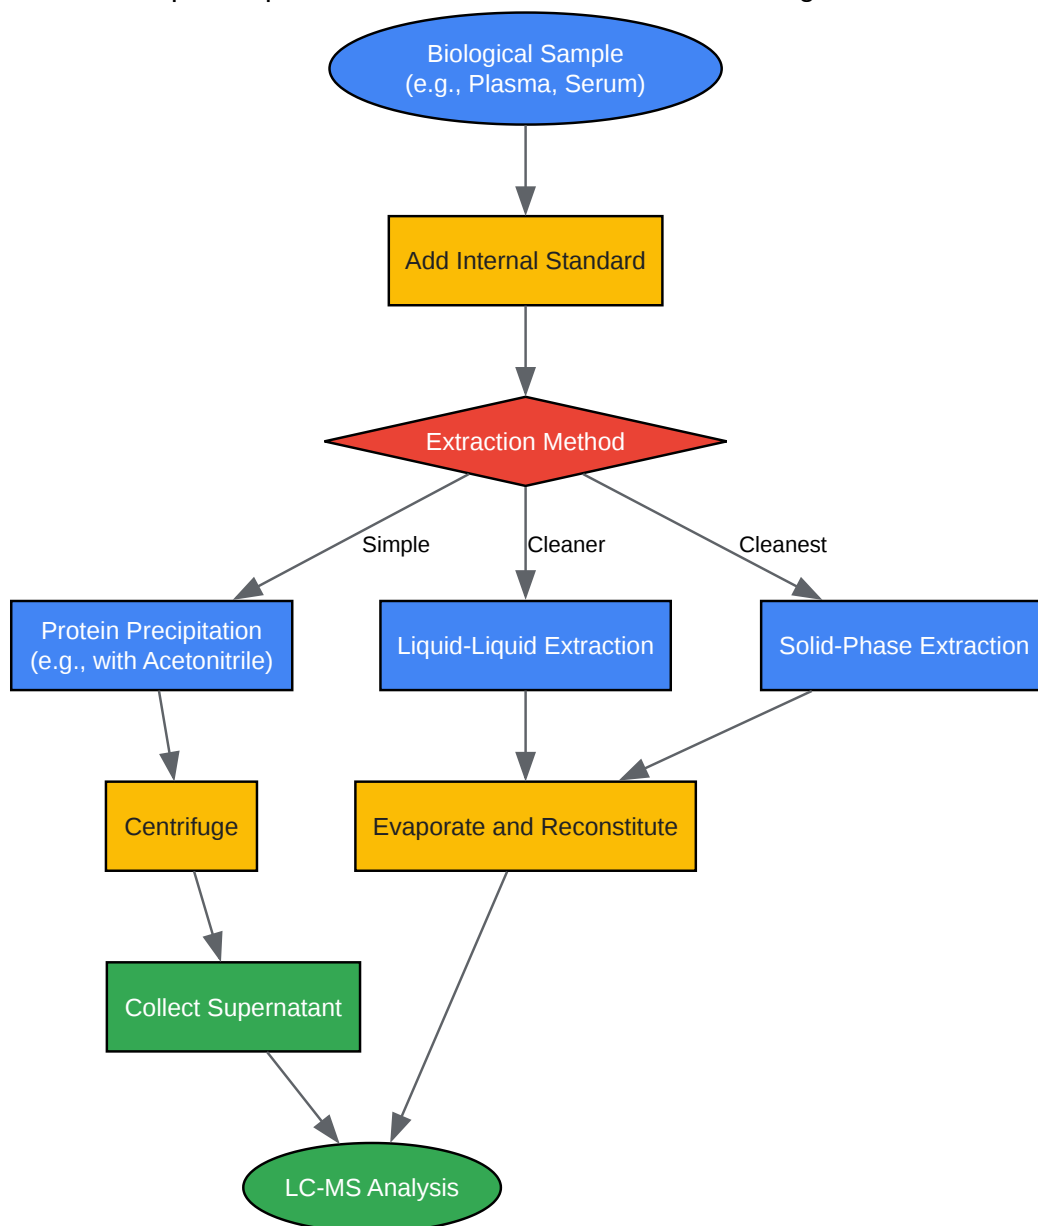 Biological Sample
(e.g., Plasma, Serum)
Add Internal Standard
Extraction Method
Simple
Cleaner
Cleanest
Protein Precipitation
(e.g., with Acetonitrile)
Liquid-Liquid Extraction
Solid-Phase Extraction
Centrifuge
Evaporate and Reconstitute
Collect Supernatant
LC-MS Analysis